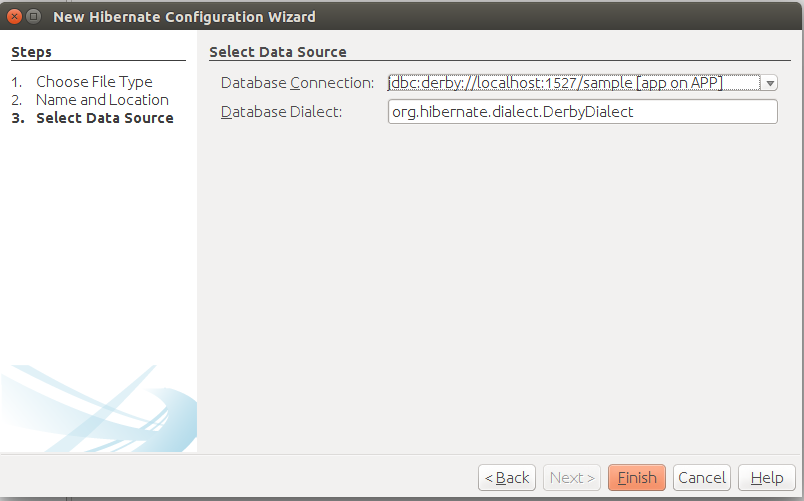 New Hibernate Configuration Wizard
Steps
1. Choose File Type
2. Name and Location
3. Select Data Source
Select Data Source
Database Connection: jdbc:derby://localhost:1527/sample [app on APP]
Database Dialect: org.hibernate.dialect.DerbyDialect
< Back Next > Finish Cancel Help